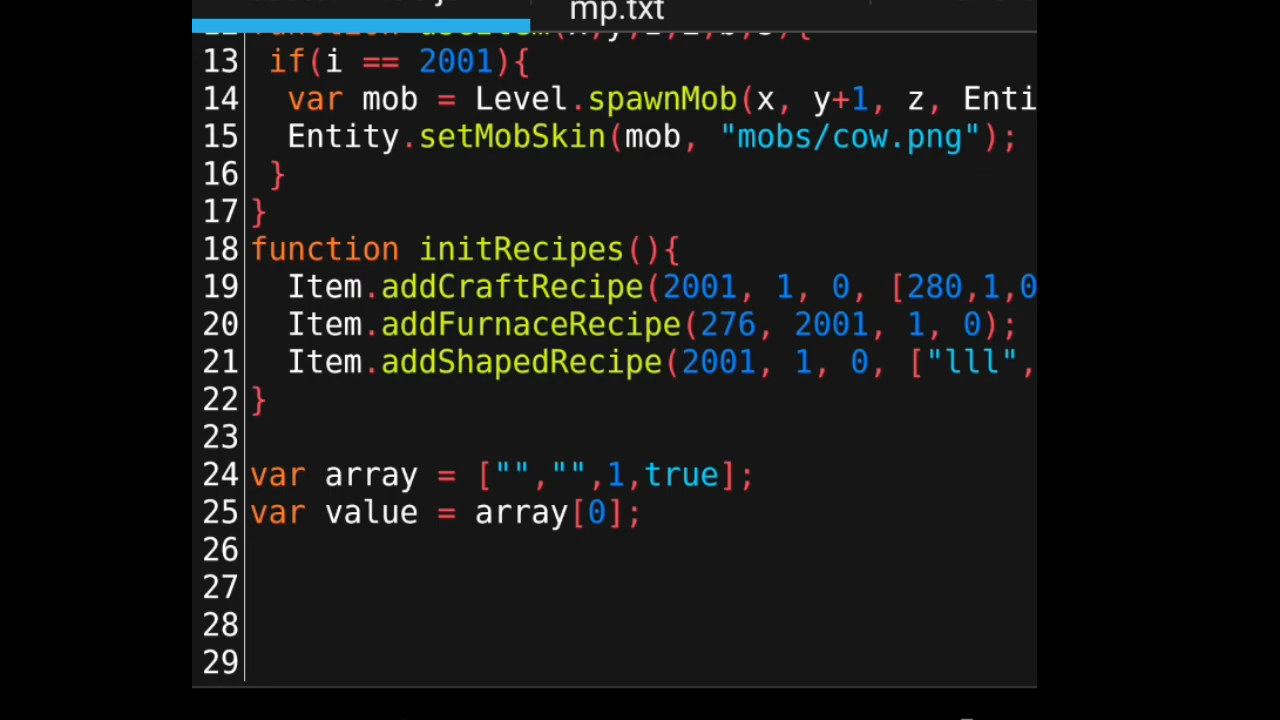 mp.txt
13 if(i == 2001){
14 var mob = Level.spawnMob(x, y+1, z, Enti
15 Entity.setMobSkin(mob, "mobs/cow.png");
16 }
17 }
18 function initRecipes(){
19 Item.addCraftRecipe(2001, 1, 0, [280,1,0
20 Item.addFurnaceRecipe(276, 2001, 1, 0);
21 Item.addShapedRecipe(2001, 1, 0, ["lll",
22 }
23
24 var array = ["","",1,true];
25 var value = array[0];
26
27
28
29